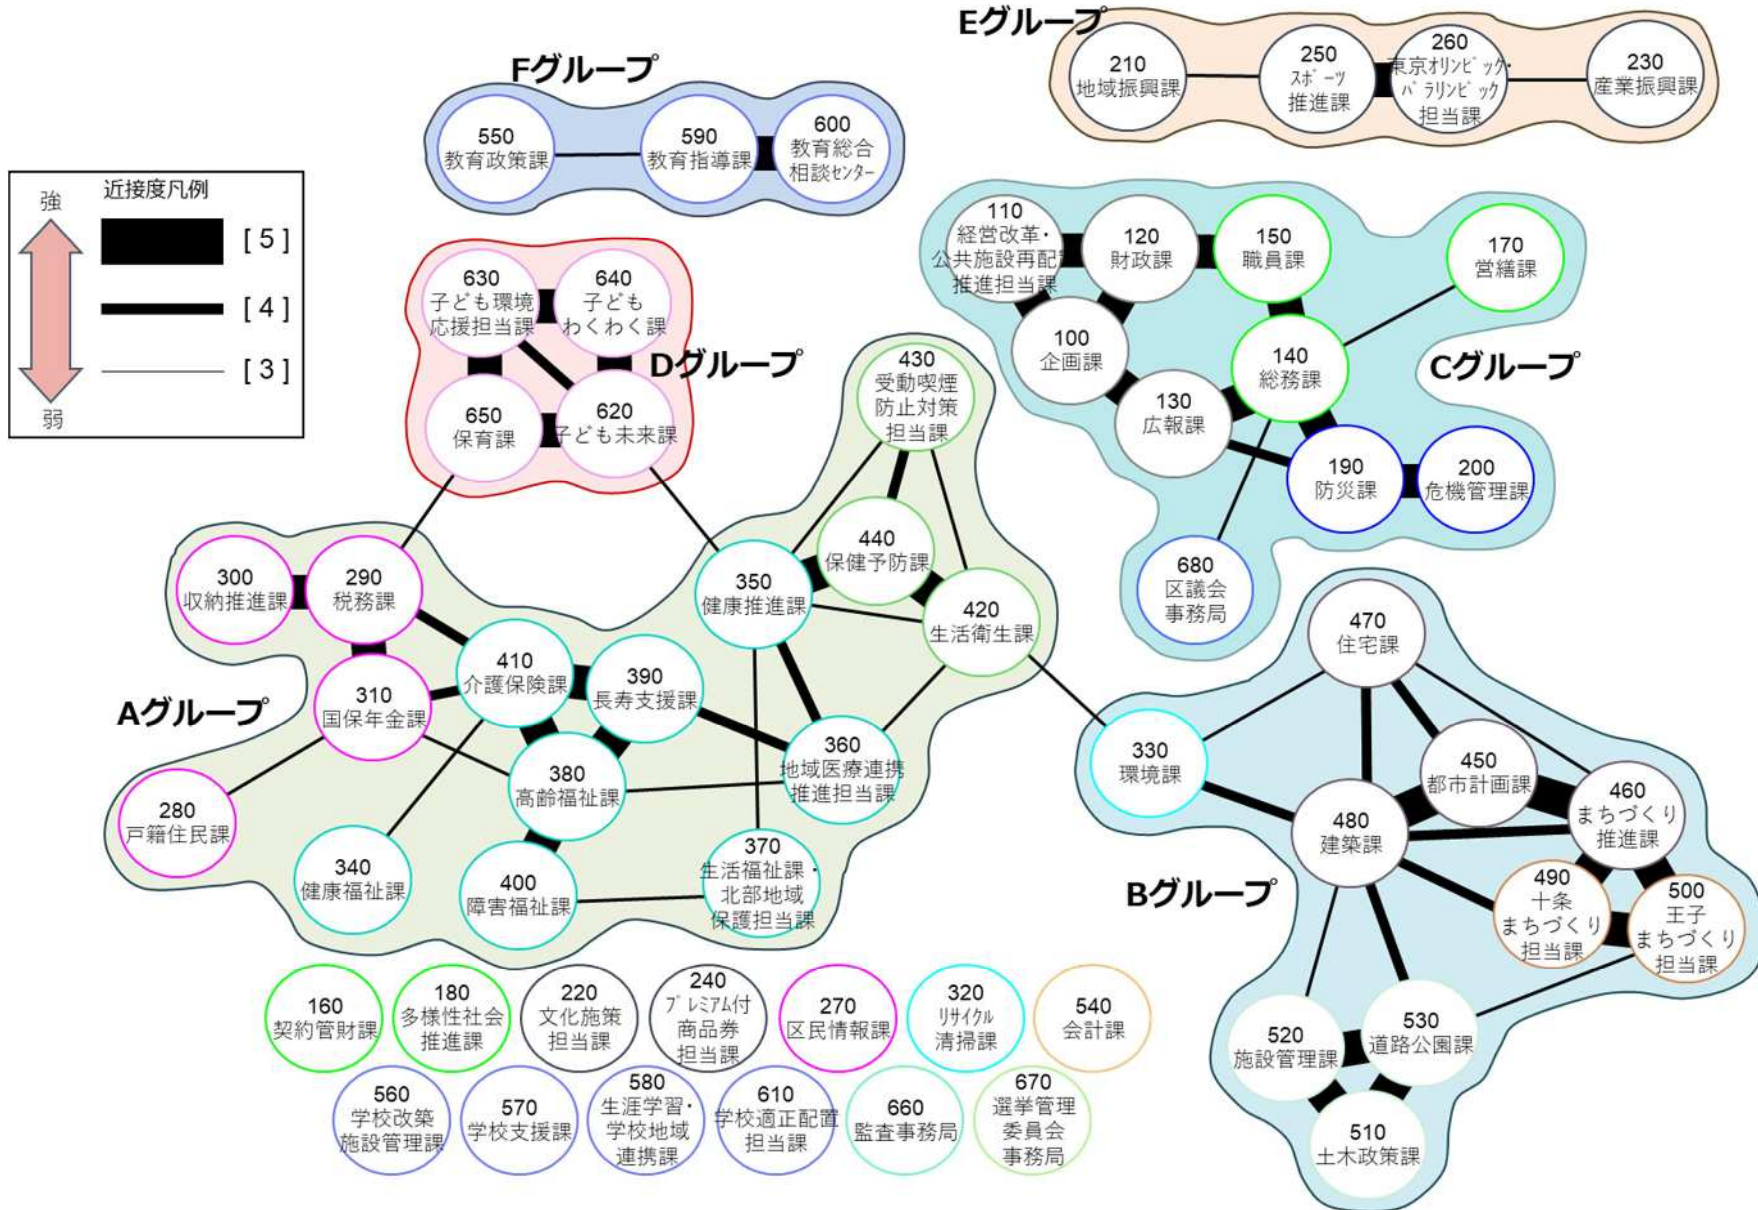 Eグループ
210
地域振興課
250
スポーツ
推進課
260
東京オリンピック・
パラリンピック
担当課
230
産業振興課
Fグループ
550
教育政策課
590
教育指導課
600
教育総合
相談センター
近接度凡例
強
弱
[ 5 ]
[ 4 ]
[ 3 ]
Cグループ
110
経営改革・
公共施設再配置
推進担当課
120
財政課
150
職員課
170
営繕課
100
企画課
140
総務課
130
広報課
190
防災課
200
危機管理課
680
区議会
事務局
Dグループ
630
子ども環境
応援担当課
640
子ども
わくわく課
650
保育課
620
子ども未来課
Aグループ
430
受動喫煙
防止対策
担当課
440
保健予防課
350
健康推進課
420
生活衛生課
300
収納推進課
290
税務課
410
介護保険課
390
長寿支援課
310
国保年金課
380
高齢福祉課
360
地域医療連携
推進担当課
280
戸籍住民課
340
健康福祉課
400
障害福祉課
370
生活福祉課・
北部地域
保護担当課
Bグループ
470
住宅課
330
環境課
450
都市計画課
460
まちづくり
推進課
480
建築課
490
十条
まちづくり
担当課
500
王子
まちづくり
担当課
520
施設管理課
530
道路公園課
510
土木政策課
160
契約管財課
180
多様性社会
推進課
220
文化施策
担当課
240
プレミアム付
商品券
担当課
270
区民情報課
320
リサイクル
清掃課
540
会計課
560
学校改築
施設管理課
570
学校支援課
580
生涯学習・
学校地域
連携課
610
学校適正配置
担当課
660
監査事務局
670
選挙管理
委員会
事務局